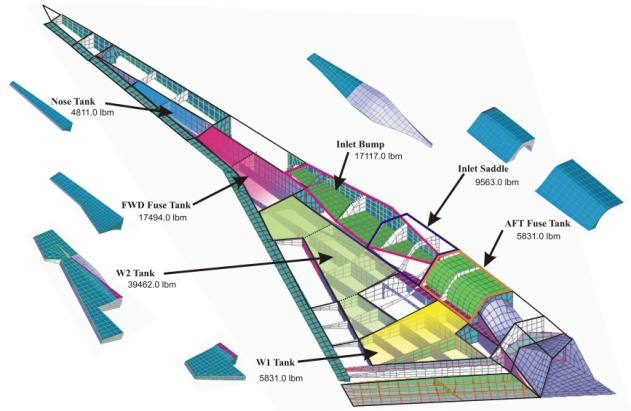 Nose Tank
4811.0 lbm
Inlet Bump
17117.0 lbm
Inlet Saddle
9563.0 lbm
FWD Fuse Tank
17494.0 lbm
AFT Fuse Tank
5831.0 lbm
W2 Tank
39462.0 lbm
W1 Tank
5831.0 lbm